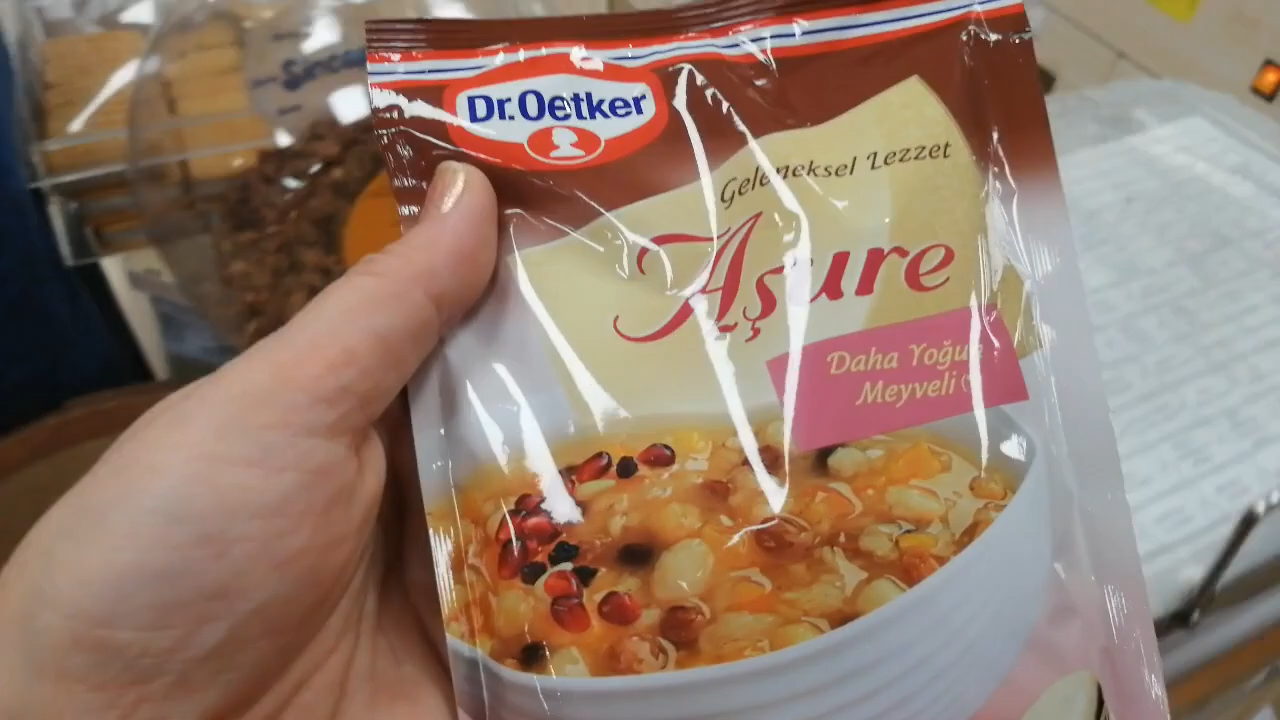 Dr. Oetker
Geleneksel Lezzet
Aşure
Daha Yoğun
Meyveli (*)